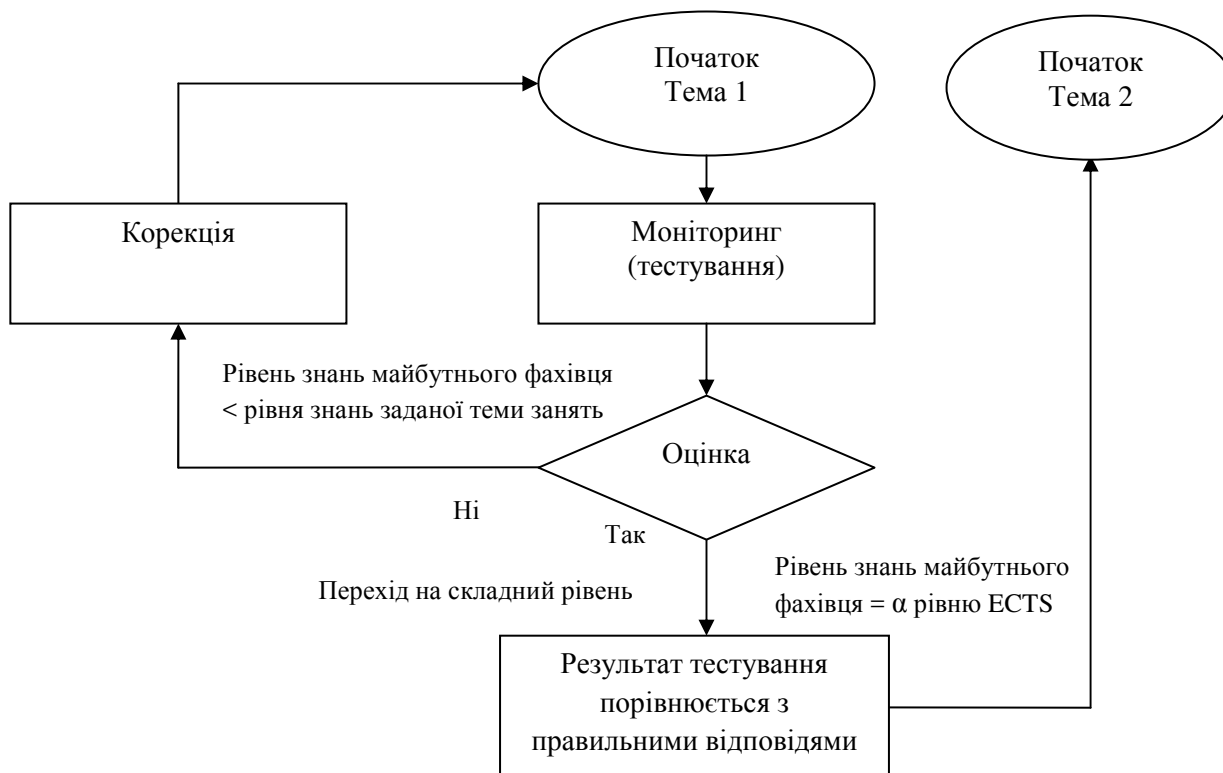 Початок
Тема 1
Початок
Тема 2
Корекція
Моніторинг
(тестування)
Рівень знань майбутнього фахівця
< рівня знань заданої теми занять
Оцінка
Ні
Так
Перехід на складний рівень
Рівень знань майбутнього
фахівця = α рівню ECTS
Результат тестування
порівнюється з
правильними відповідями